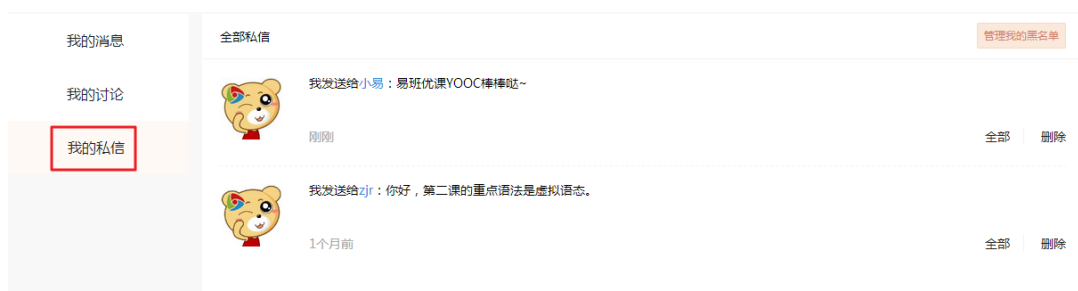 我的消息
我的讨论
我的私信
全部私信
管理我的黑名单
我发送给小易：易班优课YOOC棒棒哒~
刚刚
全部 删除
我发送给zjr：你好，第二课的重点语法是虚拟语态。
1个月前
全部 删除